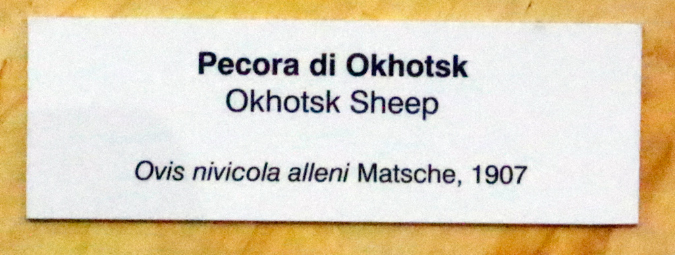 Pecora di Okhotsk
Okhotsk Sheep
Ovis nivicola alleni Matsche, 1907